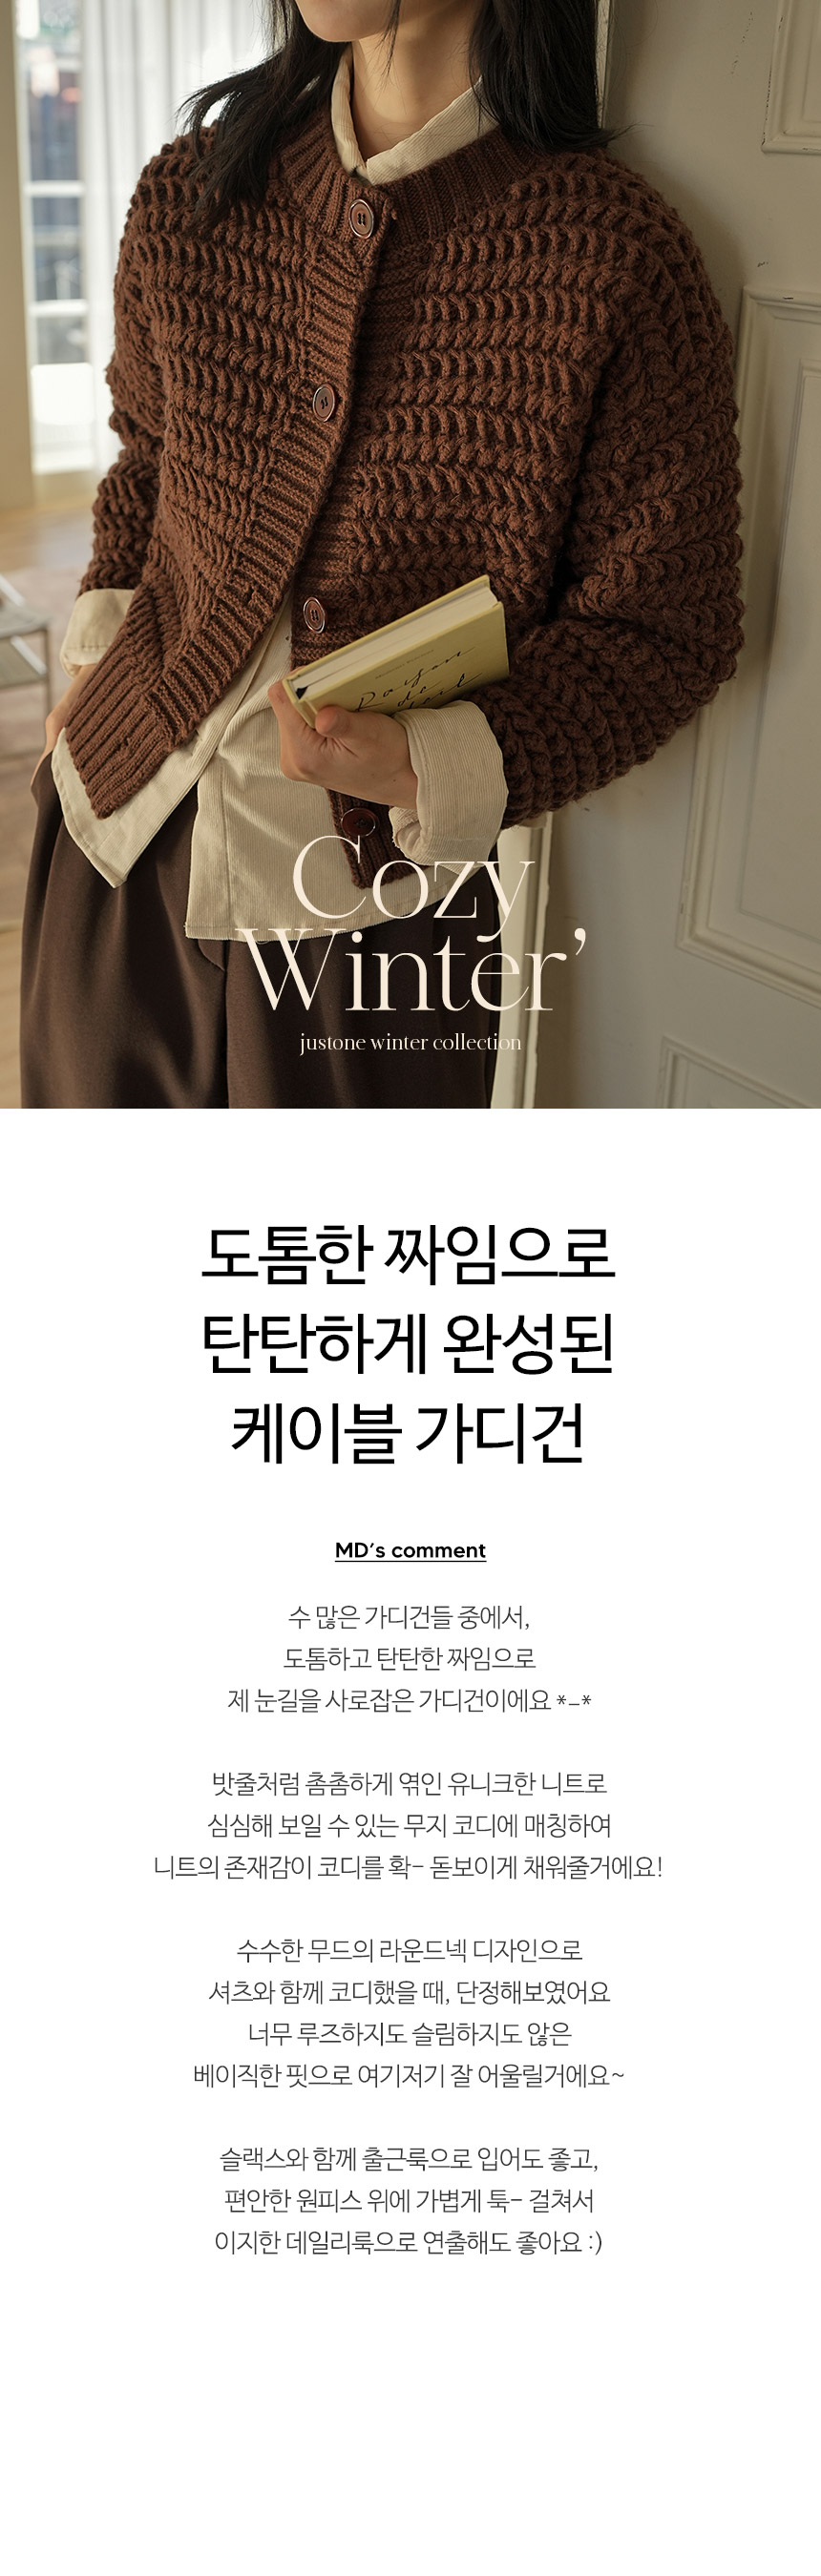 Cozy
Winter’
justone winter collection
도톰한 짜임으로
탄탄하게 완성된
케이블 가디건
MD's comment
수 많은 가디건들 중에서,
도톰하고 탄탄한 짜임으로
제 눈길을 사로잡은 가디건이에요 *-*
밧줄처럼 촘촘하게 엮인 유니크한 니트로
심심해 보일 수 있는 무지 코디에 매칭하여
니트의 존재감이 코디를 확- 돋보이게 채워줄거에요!
수수한 무드의 라운드넥 디자인으로
셔츠와 함께 코디했을 때, 단정해보였어요
너무 루즈하지도 슬림하지도 않은
베이직한 핏으로 여기저기 잘 어울릴거에요~
슬랙스와 함께 출근룩으로 입어도 좋고,
편안한 원피스 위에 가볍게 툭- 걸쳐서
이지한 데일리룩으로 연출해도 좋아요 :)